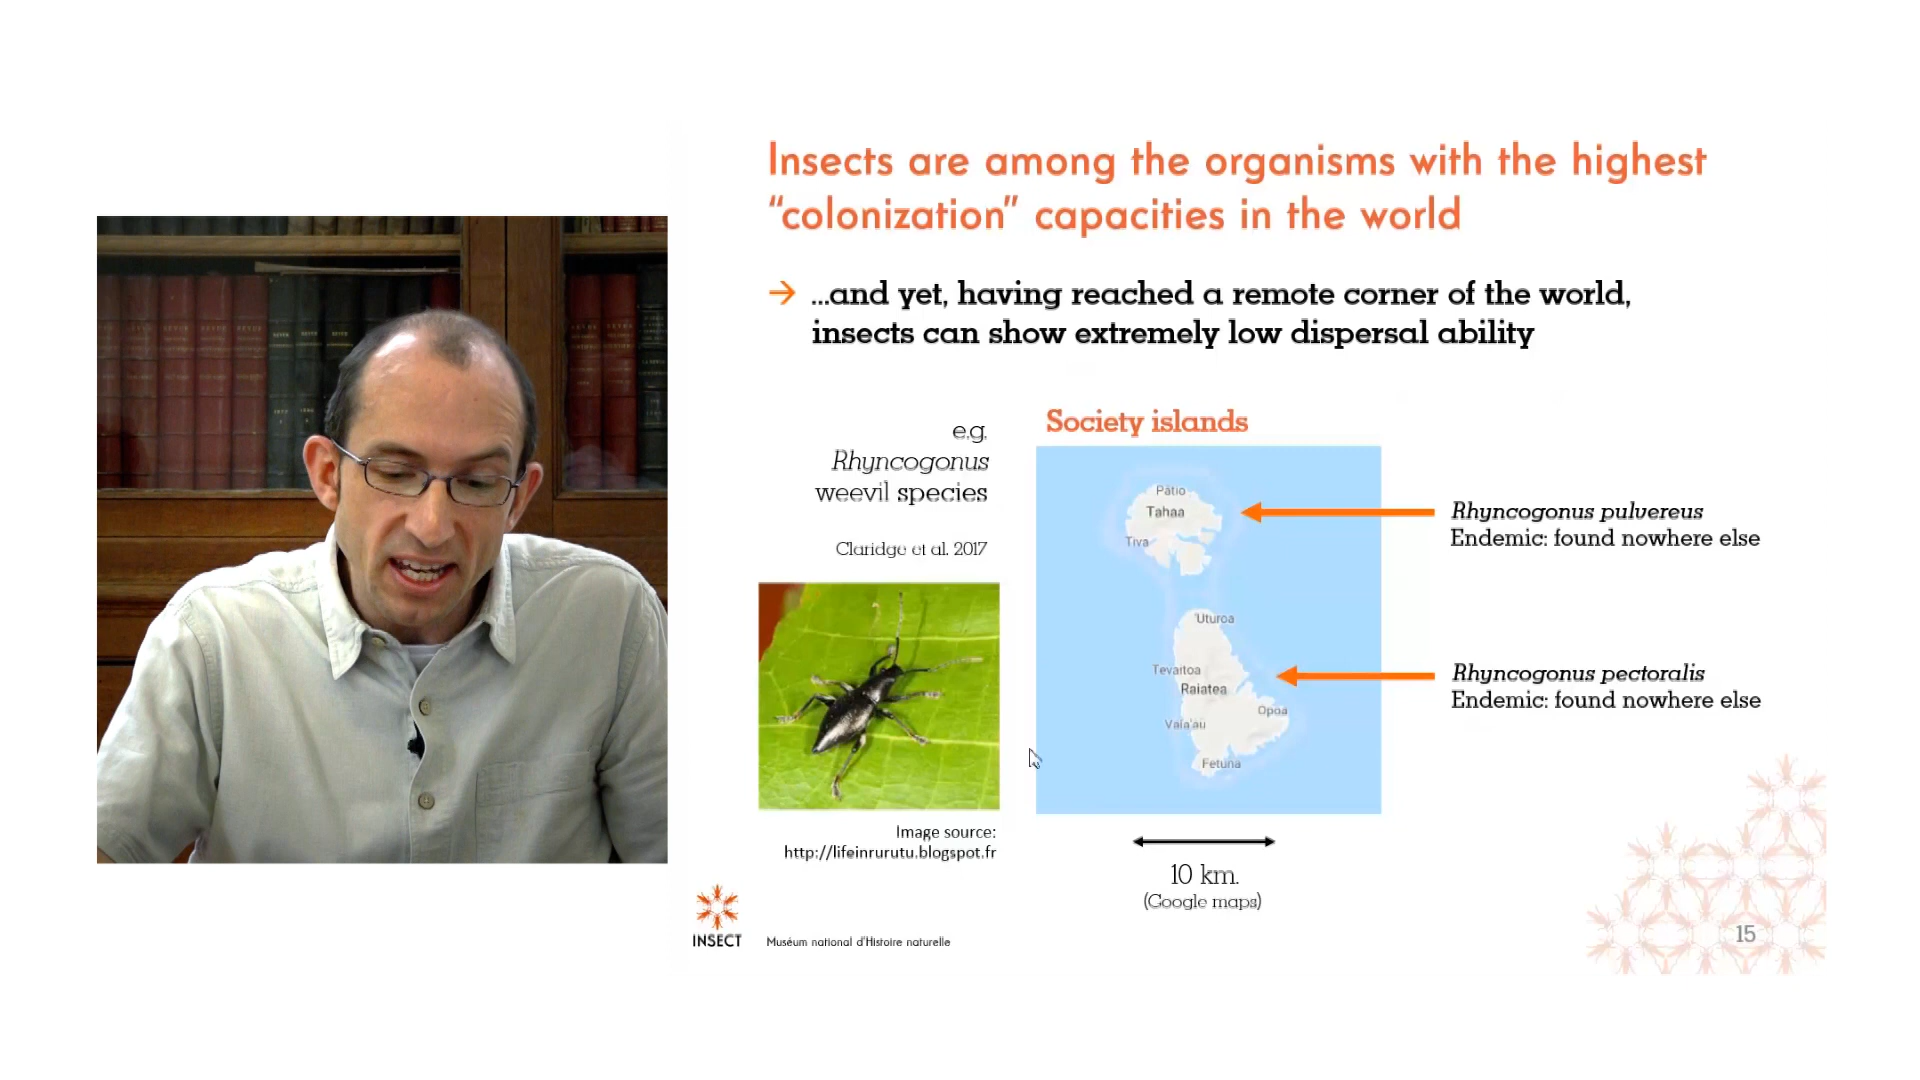 Insects are among the organisms with the highest
“colonization” capacities in the world
→ ...and yet, having reached a remote corner of the world,
insects can show extremely low dispersal ability
e.g.
Rhyncogonus
weevil species
Claridge et al. 2017
Image source:
http://lifeinrurutu.blogspot.fr
Society islands
Pātio
Tahaa
Tiva
'Uturoa
Tevaitoa
Raiatea
Opoa
Vaia'au
Fetuna
10 km.
(Google maps)
Rhyncogonus pulvereus
Endemic: found nowhere else
Rhyncogonus pectoralis
Endemic: found nowhere else
INSECT
Muséum national d'Histoire naturelle
15